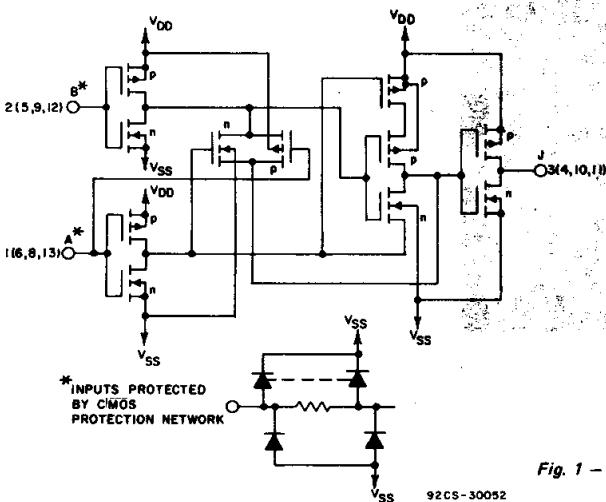 VDD
VDD
B*
p
p
2(5,9,12)
n
n
p
p
J
3(4,10,11)
VSS
p
VDD
n
n
A*
p
1(6,8,13)
n
VSS
VSS
VSS
* INPUTS PROTECTED
BY CMOS
PROTECTION NETWORK
VSS
Fig. 1 –
92CS-30052